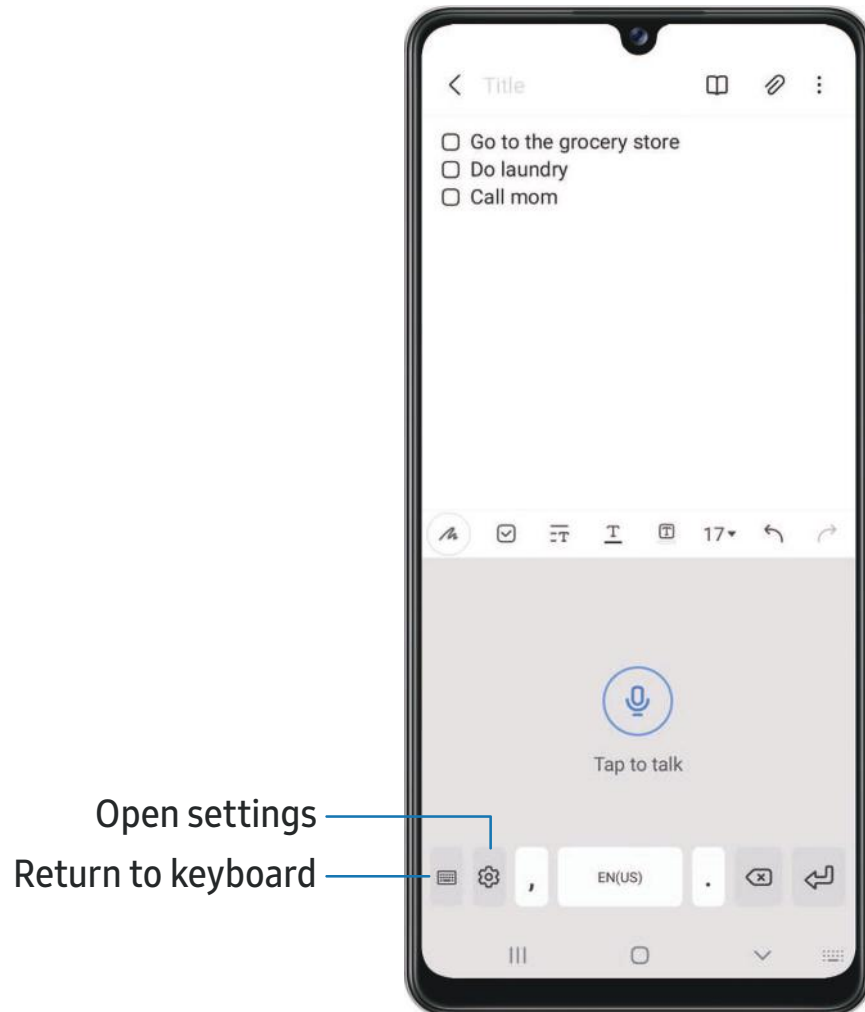 Title
Go to the grocery store
Do laundry
Call mom
17
Tap to talk
Open settings
Return to keyboard
, EN(US) .